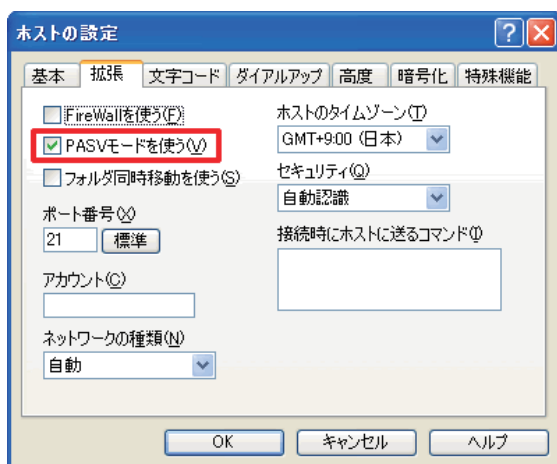 ホストの設定
基本 拡張 文字コード ダイアルアップ 高度 暗号化 特殊機能
FireWallを使う(F)
PASVモードを使う(V)
フォルダ同時移動を使う(S)
ポート番号(X)
21 標準
アカウント(C)
ネットワークの種類(N)
自動
ホストのタイムゾーン(T)
GMT+9:00 (日本)
セキュリティ(Q)
自動認識
接続時にホストに送るコマンド(I)
OK キャンセル ヘルプ